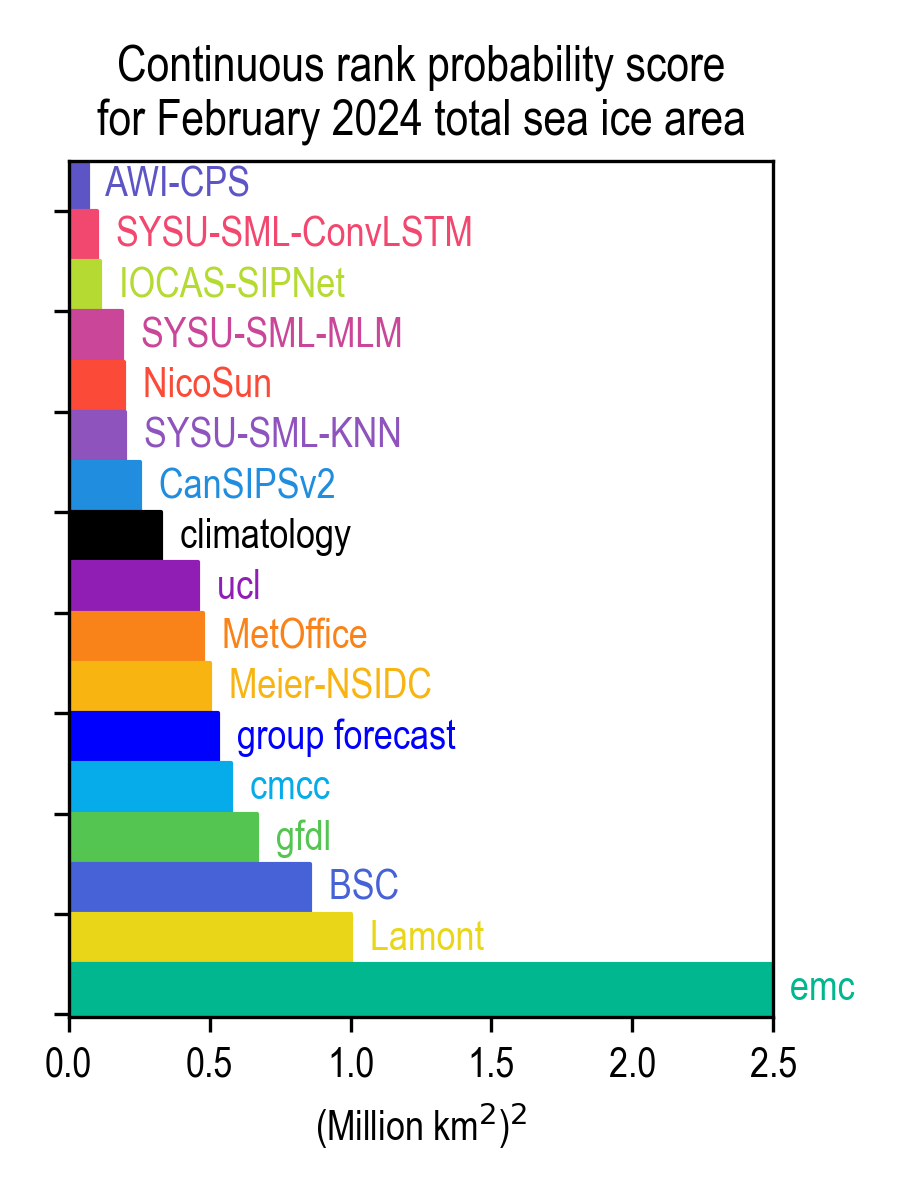 Continuous rank probability score
for February 2024 total sea ice area
AWI-CPS
SYSU-SML-ConvLSTM
IOCAS-SIPNet
SYSU-SML-MLM
NicoSun
SYSU-SML-KNN
CanSIPSv2
climatology
ucl
MetOffice
Meier-NSIDC
group forecast
cmcc
gfdl
BSC
Lamont
emc
0.0 0.5 1.0 1.5 2.0 2.5
(Million km²)²